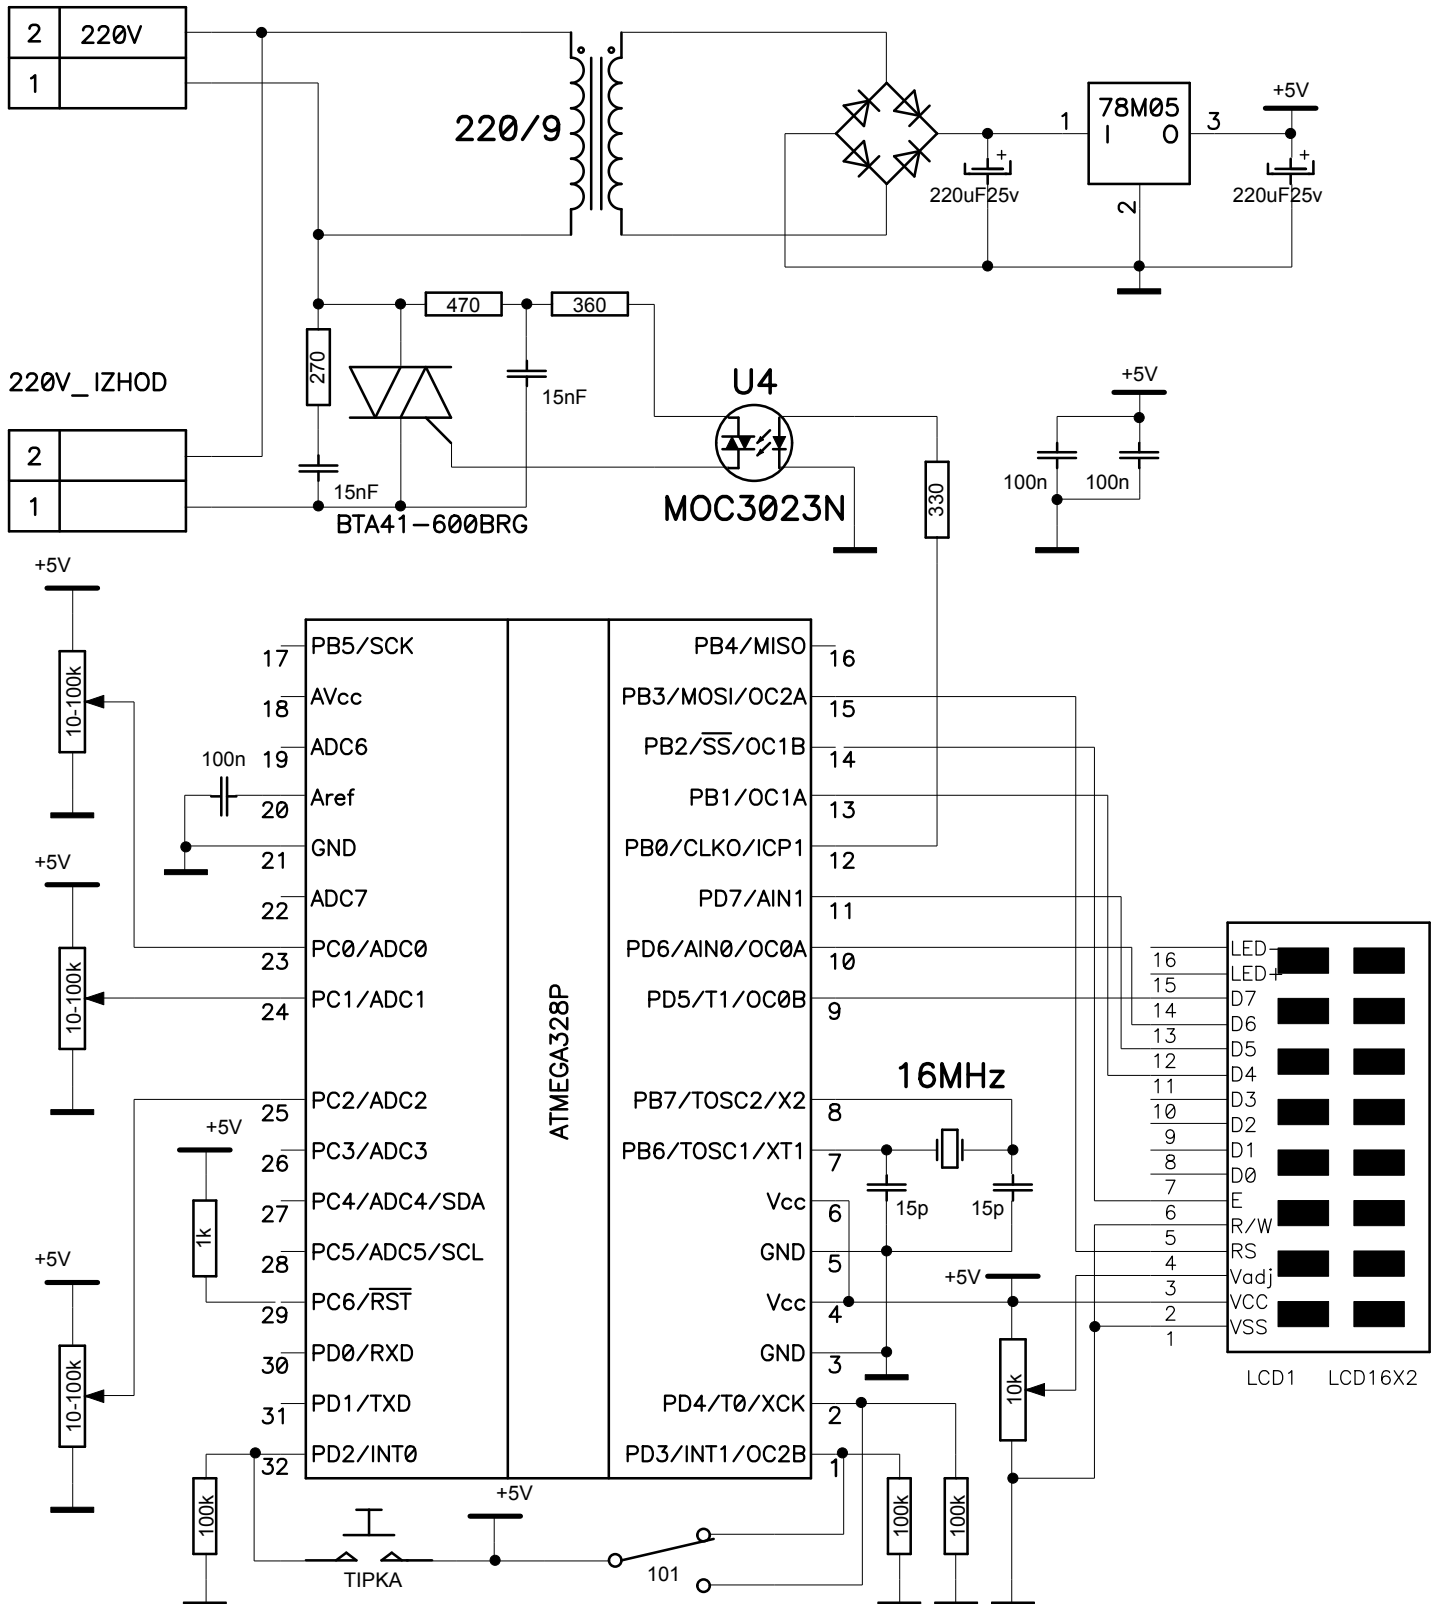 2 220V
1
220/9
1 78M05 3
I O
2
+5V
+
220uF25v
+
220uF25v
470
360
270
15nF
15nF
BTA41-600BRG
220V_IZHOD
2
1
U4
MOC3023N
330
+5V
100n
100n
+5V
10-100k
100n
+5V
10-100k
+5V
1k
+5V
10-100k
ATMEGA328P
17 PB5/SCK
18 AVcc
19 ADC6
20 Aref
21 GND
22 ADC7
23 PC0/ADC0
24 PC1/ADC1
25 PC2/ADC2
26 PC3/ADC3
27 PC4/ADC4/SDA
28 PC5/ADC5/SCL
29 PC6/RST
30 PD0/RXD
31 PD1/TXD
32 PD2/INT0
PB4/MISO 16
PB3/MOSI/OC2A 15
PB2/SS/OC1B 14
PB1/OC1A 13
PB0/CLKO/ICP1 12
PD7/AIN1 11
PD6/AIN0/OC0A 10
PD5/T1/OC0B 9
PB7/TOSC2/X2 8
PB6/TOSC1/XT1 7
Vcc 6
GND 5
Vcc 4
GND 3
PD4/T0/XCK 2
PD3/INT1/OC2B 1
16MHz
15p
15p
+5V
10k
16 LED-
15 LED+
14 D7
13 D6
12 D5
11 D4
10 D3
9 D2
8 D1
7 D0
6 E
5 R/W
4 RS
3 Vadj
2 VCC
1 VSS
LCD1 LCD16X2
100k
TIPKA
+5V
101
100k
100k